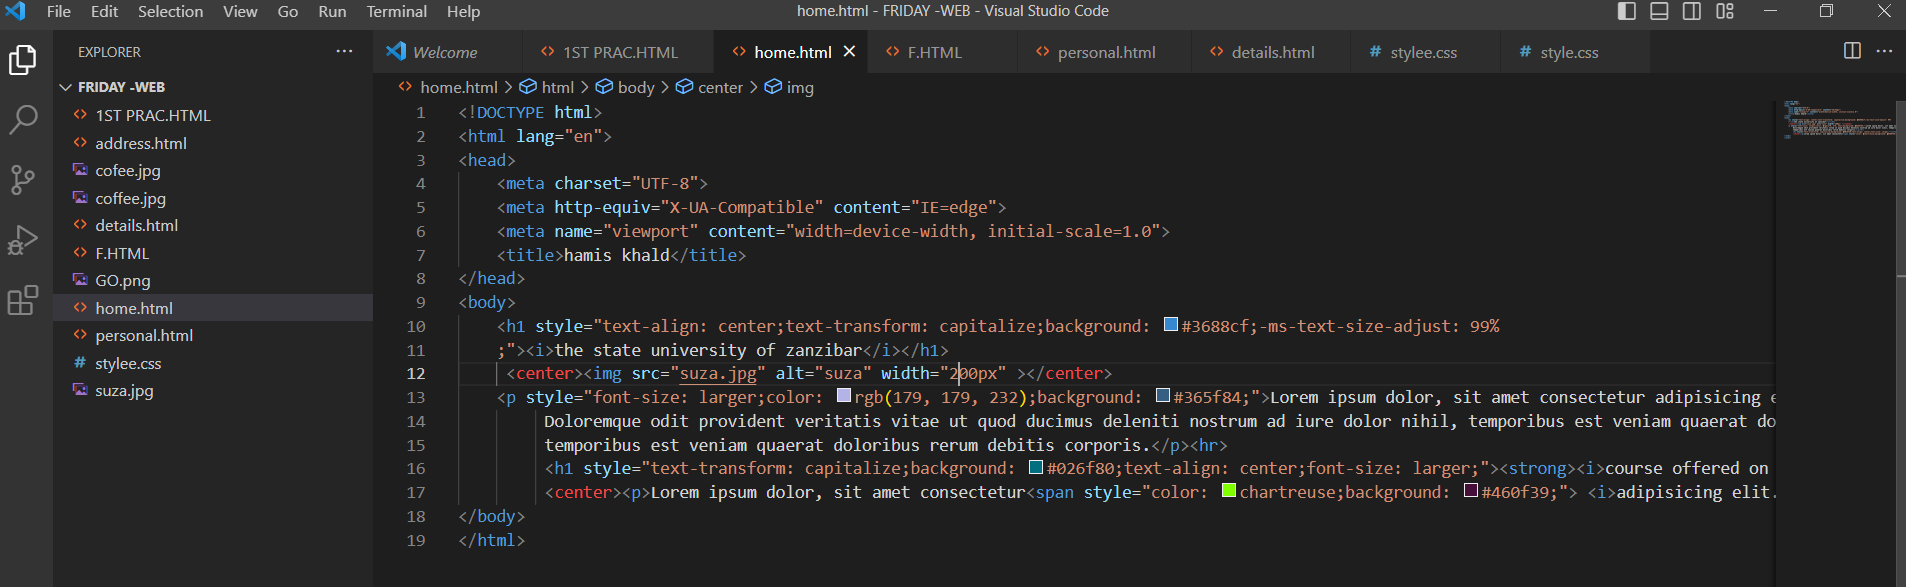 File Edit Selection View Go Run Terminal Help
home.html - FRIDAY -WEB - Visual Studio Code
EXPLORER
FRIDAY -WEB
1ST PRAC.HTML
address.html
cofee.jpg
coffee.jpg
details.html
F.HTML
GO.png
home.html
personal.html
stylee.css
suza.jpg
Welcome 1ST PRAC.HTML home.html F.HTML personal.html details.html stylee.css style.css
home.html > html > body > center > img
1 <!DOCTYPE html>
2 <html lang="en">
3 <head>
4 <meta charset="UTF-8">
5 <meta http-equiv="X-UA-Compatible" content="IE=edge">
6 <meta name="viewport" content="width=device-width, initial-scale=1.0">
7 <title>hamis khald</title>
8 </head>
9 <body>
10 <h1 style="text-align: center;text-transform: capitalize;background: #3688cf;-ms-text-size-adjust: 99%
11 ;"><i>the state university of zanzibar</i></h1>
12 <center><img src="suza.jpg" alt="suza" width="200px" ></center>
13 <p style="font-size: larger;color: rgb(179, 179, 232);background: #365f84;">Lorem ipsum dolor, sit amet consectetur adipisicing e
14 Doloremque odit provident veritatis vitae ut quod ducimus deleniti nostrum ad iure dolor nihil, temporibus est veniam quaerat do
15 temporibus est veniam quaerat doloribus rerum debitis corporis.</p><hr>
16 <h1 style="text-transform: capitalize;background: #026f80;text-align: center;font-size: larger;"><strong><i>course offered on
17 <center><p>Lorem ipsum dolor, sit amet consectetur<span style="color: chartreuse;background: #460f39;"> <i>adipisicing elit.
18 </body>
19 </html>